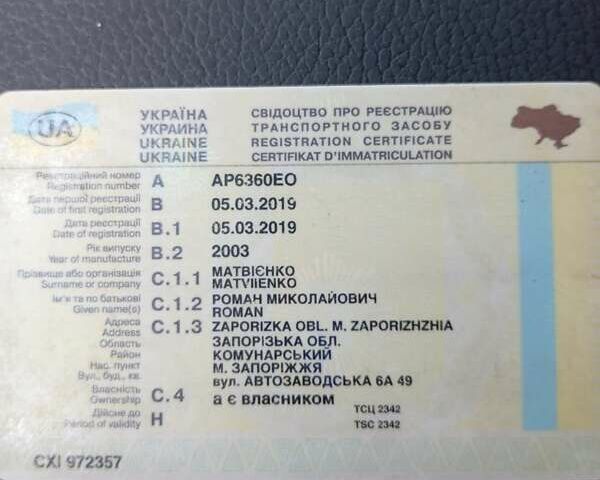 UA
УКРАЇНА СВІДОЦТВО ПРО РЕЄСТРАЦІЮ
УКРАИНА ТРАНСПОРТНОГО ЗАСОБУ
UKRAINE REGISTRATION CERTIFICATE
UKRAINE CERTIFIKAT D'IMMATRICULATION
Реєстраційний номер
Registration number A AP6360EO
Дата першої реєстрації
Date of first registration B 05.03.2019
Дата реєстрації
Date of registration B.1 05.03.2019
Рік випуску
Year of manufacture B.2 2003
Прізвище або організація C.1.1 МАТВІЄНКО
Surname or company MATVIIENKO
Ім'я та по батькові C.1.2 РОМАН МИКОЛАЙОВИЧ
Given name(s) ROMAN
Адреса C.1.3 ZAPORIZKA OBL. M. ZAPORIZHZHIA
Address
Область ЗАПОРІЗЬКА ОБЛ.
Район КОМУНАРСЬКИЙ
Нас. пункт М. ЗАПОРІЖЖЯ
Вул., буд., кв. вул. АВТОЗАВОДСЬКА 6А 49
Власність C.4 а є власником
Ownership
Дійсне до H ТСЦ 2342
Period of validity TSC 2342
CXI 972357